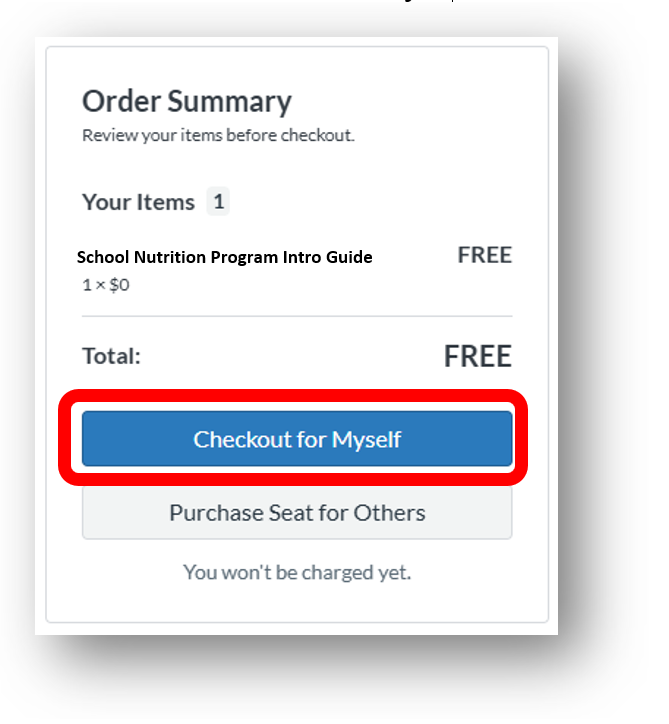 Order Summary
Review your items before checkout.
Your Items 1
School Nutrition Program Intro Guide FREE
1 × $0
Total: FREE
Checkout for Myself
Purchase Seat for Others
You won't be charged yet.